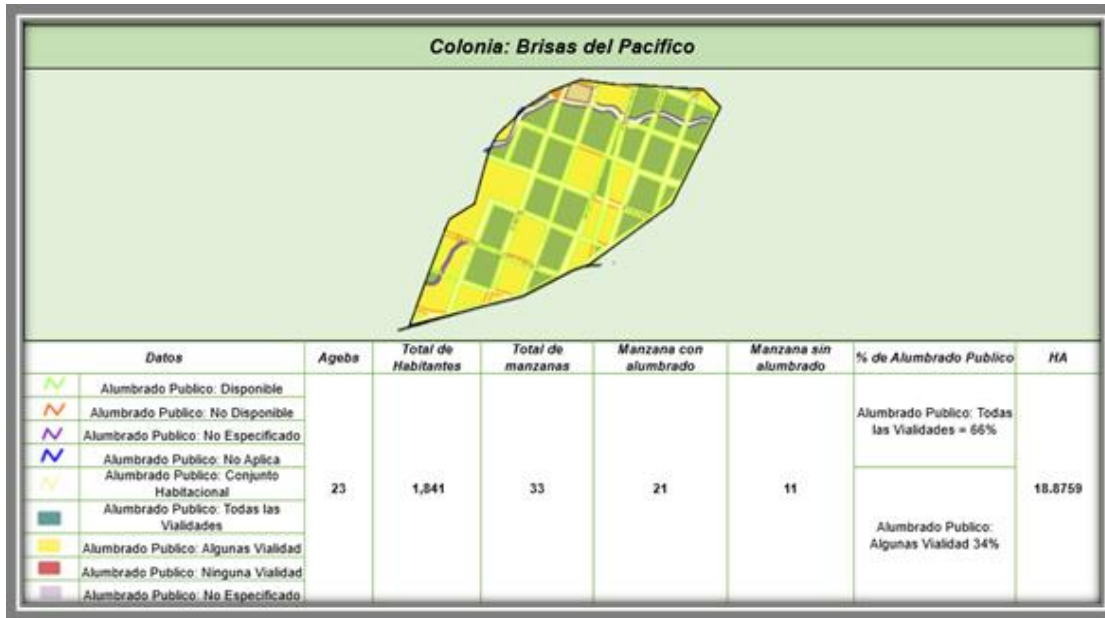 Colonia: Brisas del Pacifico
Datos
Agebs
Total de
Habitantes
Total de
manzanas
Manzana con
alumbrado
Manzana sin
alumbrado
% de Alumbrado Publico
HA
Alumbrado Publico: Disponible
Alumbrado Publico: No Disponible
Alumbrado Publico: No Especificado
Alumbrado Publico: No Aplica
Alumbrado Publico: Conjunto
Habitacional
Alumbrado Publico: Todas las
Vialidades
Alumbrado Publico: Algunas Vialidad
Alumbrado Publico: Ninguna Vialidad
Alumbrado Publico: No Especificado
23
1,841
33
21
11
Alumbrado Publico: Todas
las Vialidades = 66%
Alumbrado Publico:
Algunas Vialidad 34%
18.8759